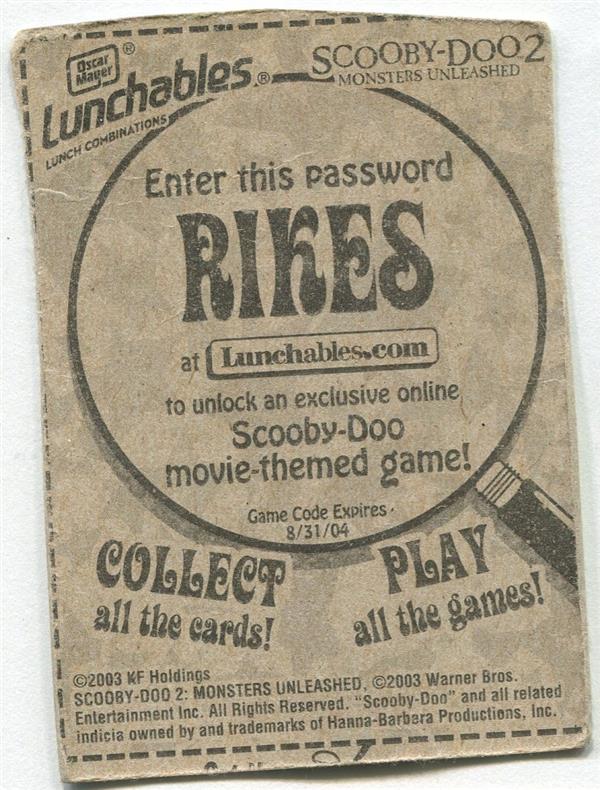 Oscar Mayer ®
Lunchables®
LUNCH COMBINATIONS
SCOOBY-DOO 2
MONSTERS UNLEASHED
Enter this password
RIKES
at Lunchables.com
to unlock an exclusive online
Scooby-Doo
movie-themed game!
Game Code Expires
8/31/04
COLLECT
all the cards!
PLAY
all the games!
©2003 KF Holdings
SCOOBY-DOO 2: MONSTERS UNLEASHED, ©2003 Warner Bros.
Entertainment Inc. All Rights Reserved. "Scooby-Doo" and all related
indicia owned by and trademarks of Hanna-Barbera Productions, Inc.